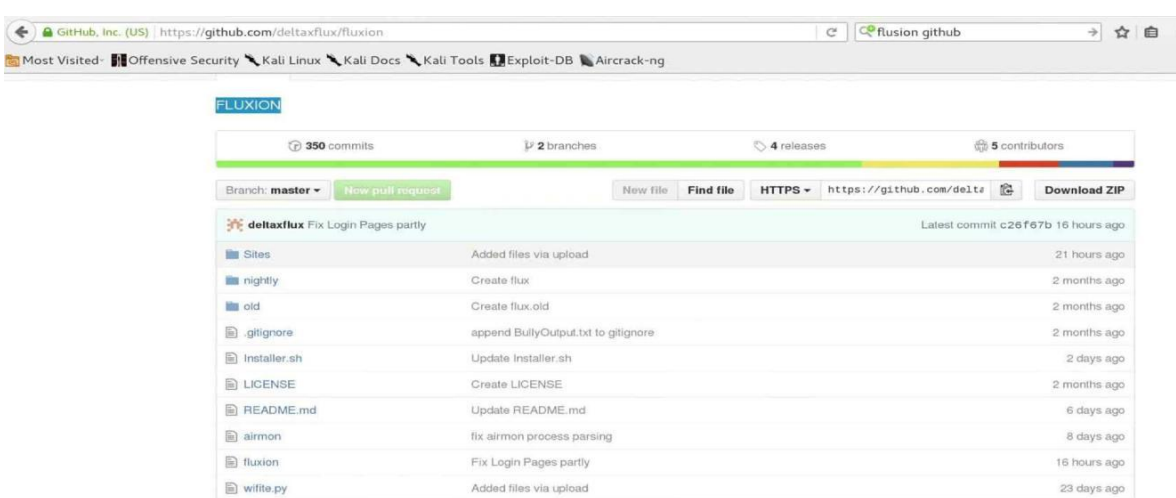 GitHub, Inc. (US) https://github.com/deltaxflux/fluxion flusion github
Most Visited- Offensive Security Kali Linux Kali Docs Kali Tools Exploit-DB Aircrack-ng
FLUXION
350 commits 2 branches 4 releases 5 contributors
Branch: master New pull request New file Find file HTTPS https://github.com/delta Download ZIP
deltaxflux Fix Login Pages partly Latest commit c26f67b 16 hours ago
Sites Added files via upload 21 hours ago
nightly Create flux 2 months ago
old Create flux.old 2 months ago
.gitignore append BullyOutput.txt to gitignore 2 months ago
Installer.sh Update Installer.sh 2 days ago
LICENSE Create LICENSE 2 months ago
README.md Update README.md 6 days ago
airmon fix airmon process parsing 8 days ago
fluxion Fix Login Pages partly 16 hours ago
wifite.py Added files via upload 23 days ago